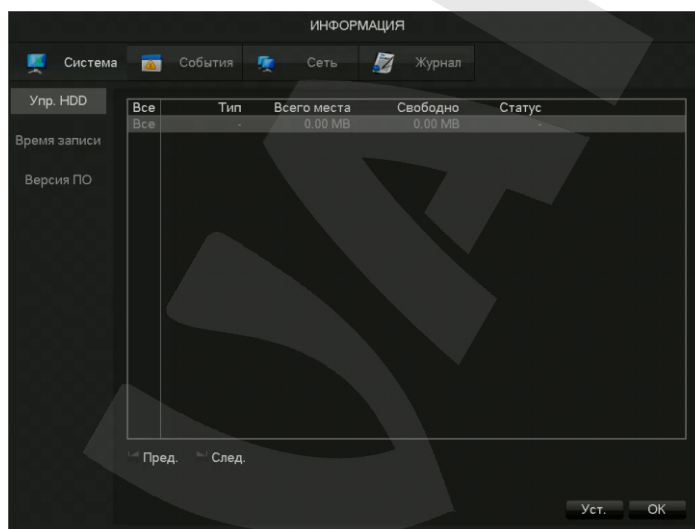 ИНФОРМАЦИЯ
Система События Сеть Журнал
Упр. HDD
Время записи
Версия ПО
Все Тип Всего места Свободно Статус
Все - 0.00 MB 0.00 MB -
Пред. След.
Уст. OK